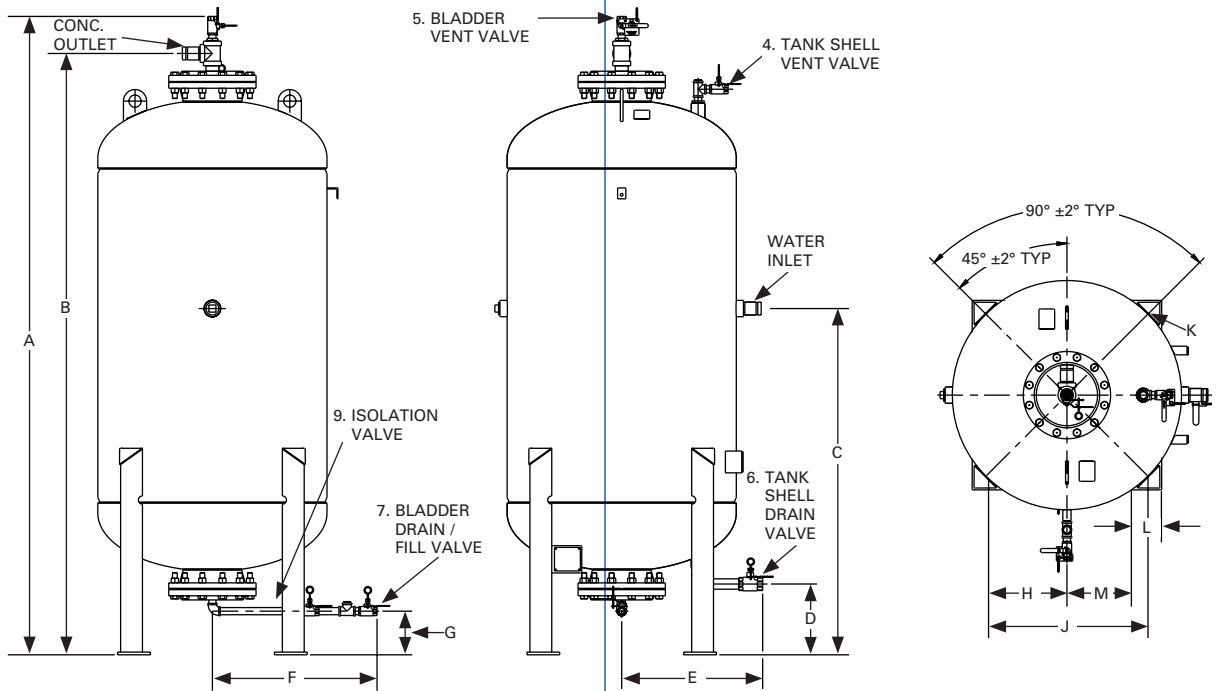 CONC.
OUTLET
5. BLADDER
VENT VALVE
4. TANK SHELL
VENT VALVE
A
B
9. ISOLATION
VALVE
7. BLADDER
DRAIN /
FILL VALVE
G
F
WATER
INLET
C
6. TANK
SHELL
DRAIN
VALVE
D
E
90° ±2° TYP
45° ±2° TYP
K
L
H
M
J